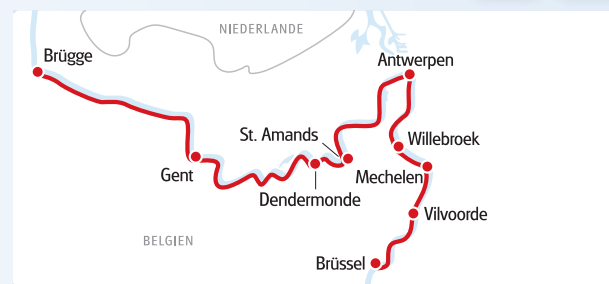 NIEDERLANDE
Brügge
Antwerpen
St. Amands
Willebroek
Gent
Mechelen
Dendermonde
Vilvoorde
BELGIEN
Brüssel